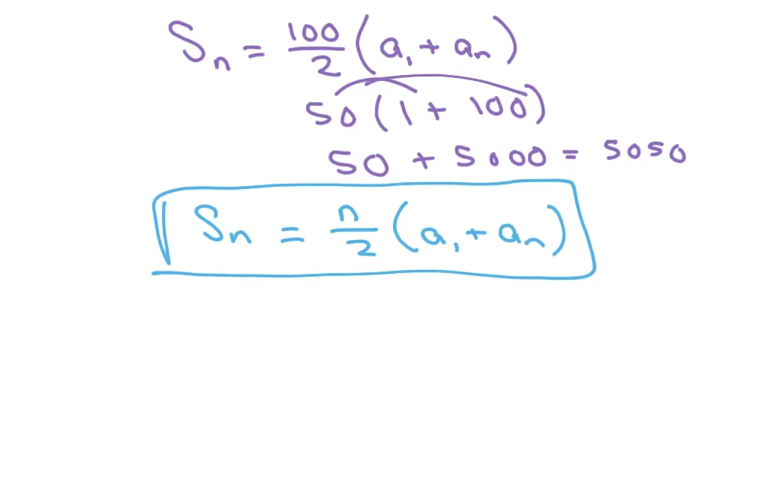 Sₙ = 100/2 (a₁ + aₙ)
50 (1 + 100)
50 + 5000 = 5050
Sₙ = n/2 (a₁ + aₙ)